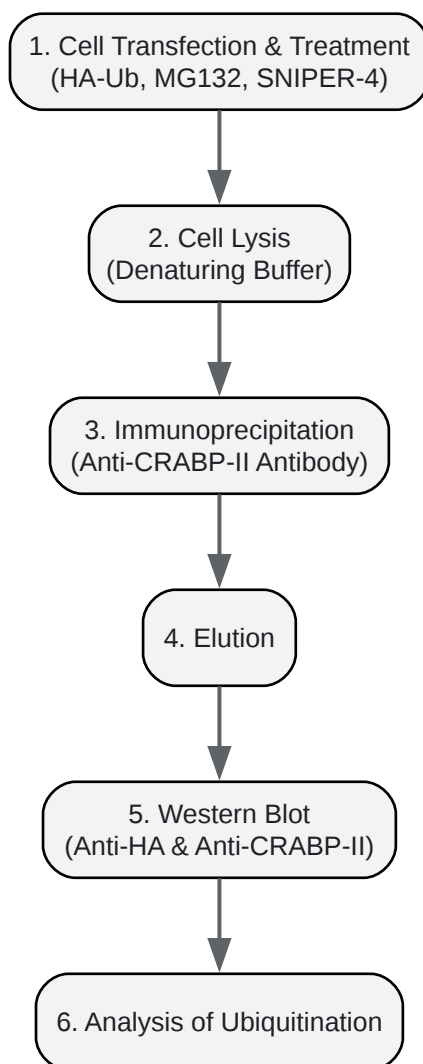 1. Cell Transfection & Treatment
(HA-Ub, MG132, SNIPER-4)
2. Cell Lysis
(Denaturing Buffer)
3. Immunoprecipitation
(Anti-CRABP-II Antibody)
4. Elution
5. Western Blot
(Anti-HA & Anti-CRABP-II)
6. Analysis of Ubiquitination